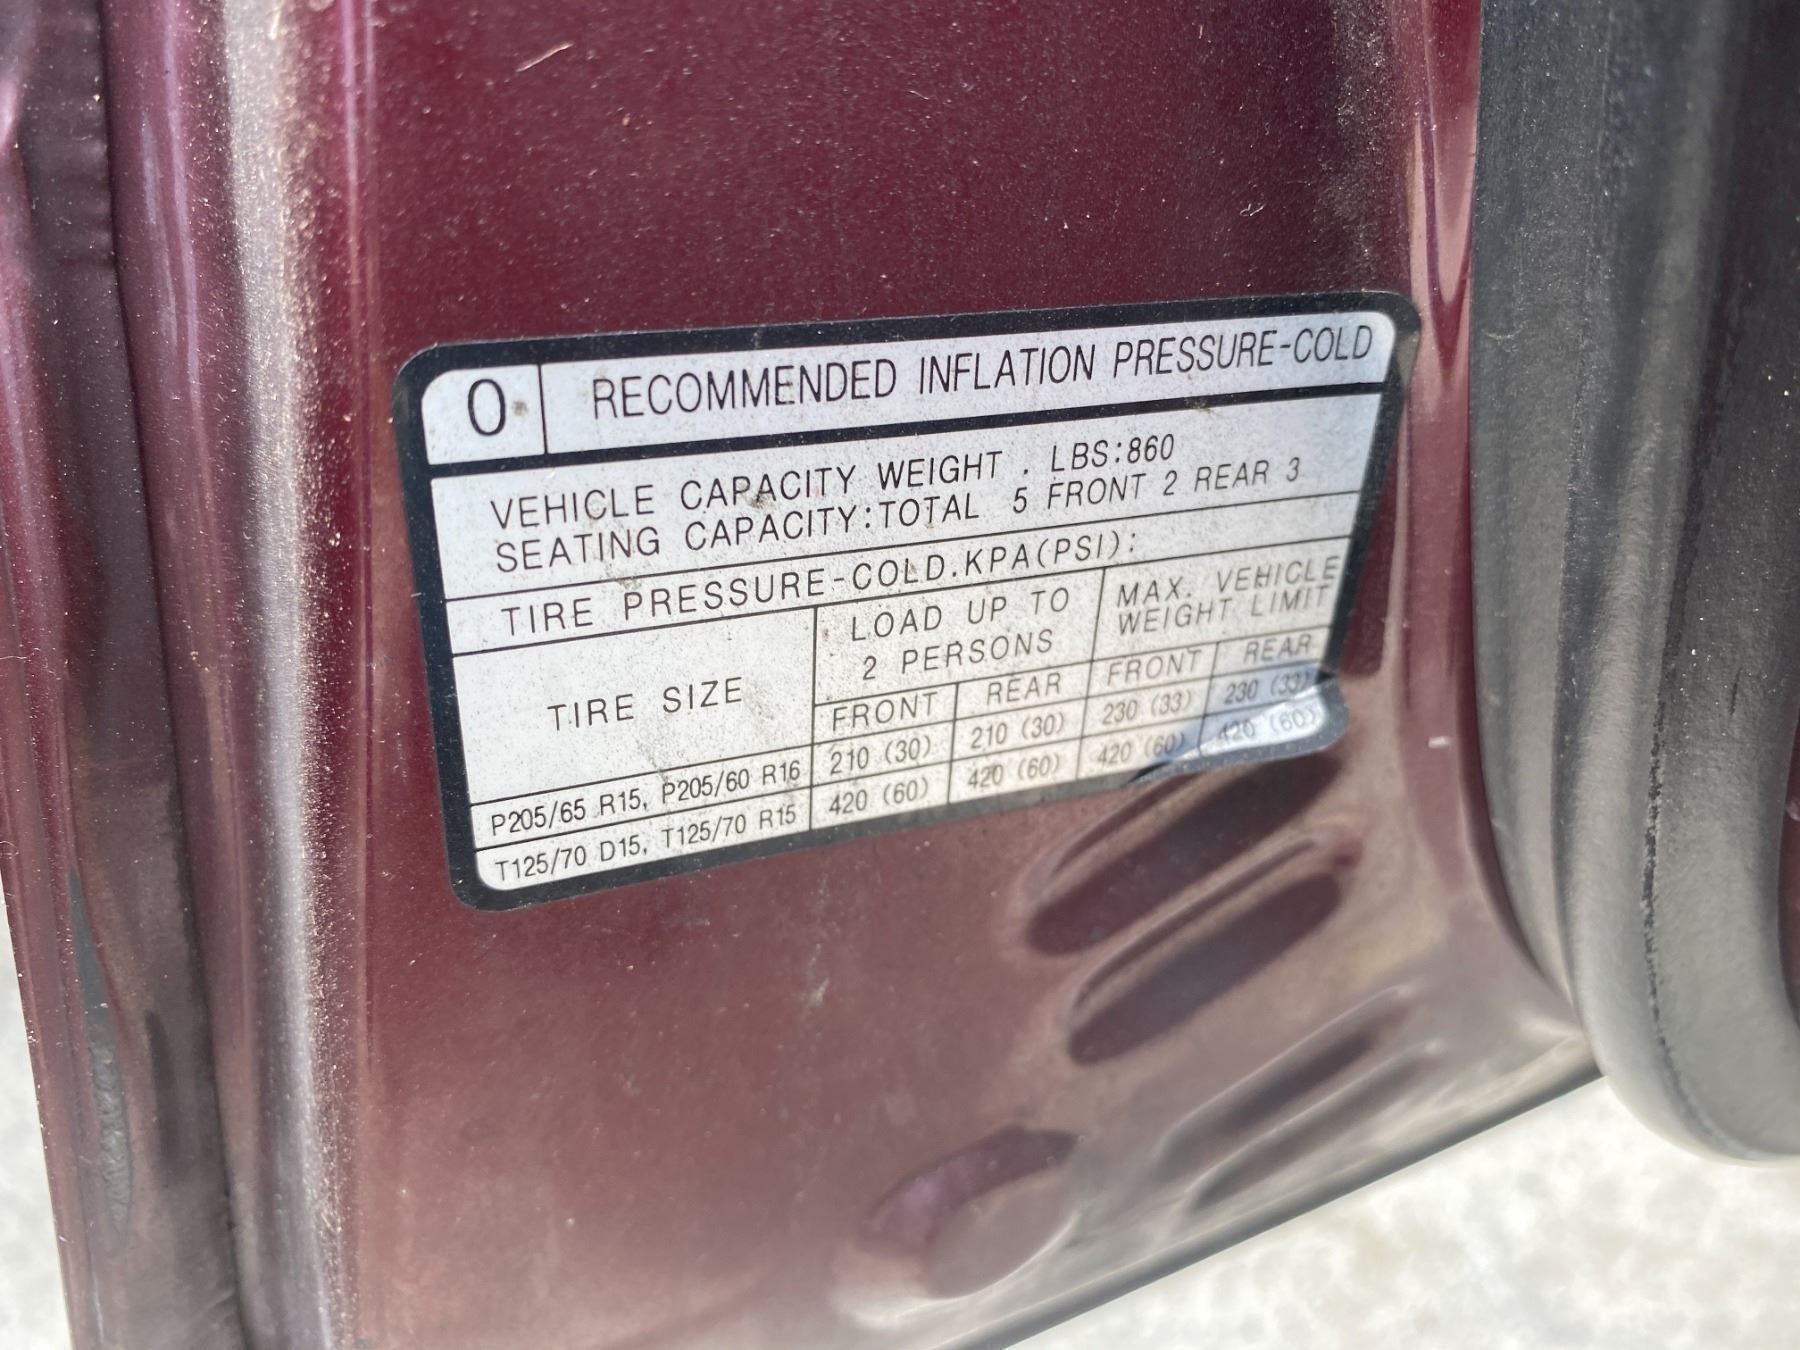 0 RECOMMENDED INFLATION PRESSURE-COLD
VEHICLE CAPACITY WEIGHT . LBS:860
SEATING CAPACITY:TOTAL 5 FRONT 2 REAR 3
TIRE PRESSURE-COLD.KPA(PSI):
TIRE SIZE
LOAD UP TO
2 PERSONS
MAX. VEHICLE
WEIGHT LIMIT
FRONT REAR FRONT REAR
P205/65 R15, P205/60 R16 210 (30) 210 (30) 230 (33) 230 (33)
T125/70 D15, T125/70 R15 420 (60) 420 (60) 420 (60) 420 (60)